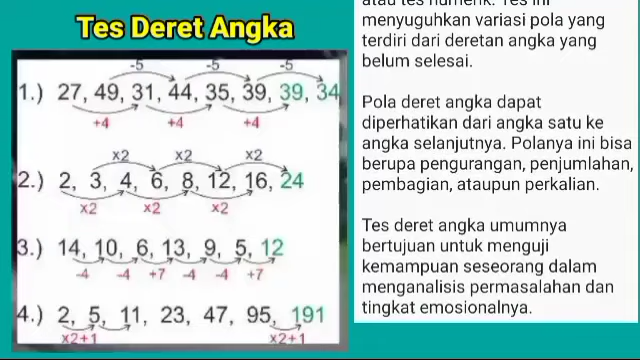 Tes Deret Angka
-5 -5 -5
1.) 27, 49, 31, 44, 35, 39, 39, 34
+4 +4 +4
x2 x2 x2
2.) 2, 3, 4, 6, 8, 12, 16, 24
x2 x2 x2
3.) 14, 10, 6, 13, 9, 5, 12
-4 -4 +7 -4 -4 +7
4.) 2, 5, 11, 23, 47, 95, 191
x2+1 x2+1
menyuguhkan variasi pola yang
terdiri dari deretan angka yang
belum selesai.
Pola deret angka dapat
diperhatikan dari angka satu ke
angka selanjutnya. Polanya ini bisa
berupa pengurangan, penjumlahan,
pembagian, ataupun perkalian.
Tes deret angka umumnya
bertujuan untuk menguji
kemampuan seseorang dalam
menganalisis permasalahan dan
tingkat emosionalnya.